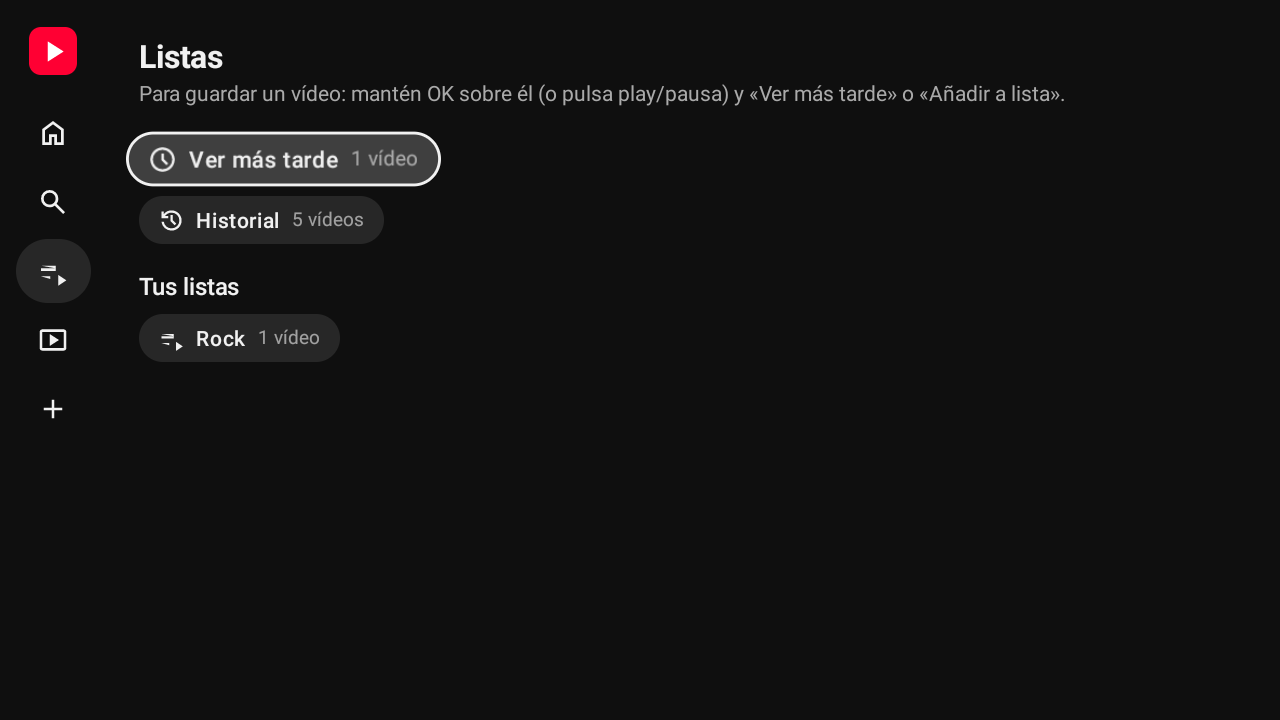 Listas
Para guardar un vídeo: mantén OK sobre él (o pulsa play/pausa) y «Ver más tarde» o «Añadir a lista».
Ver más tarde 1 vídeo
Historial 5 vídeos
Tus listas
Rock 1 vídeo